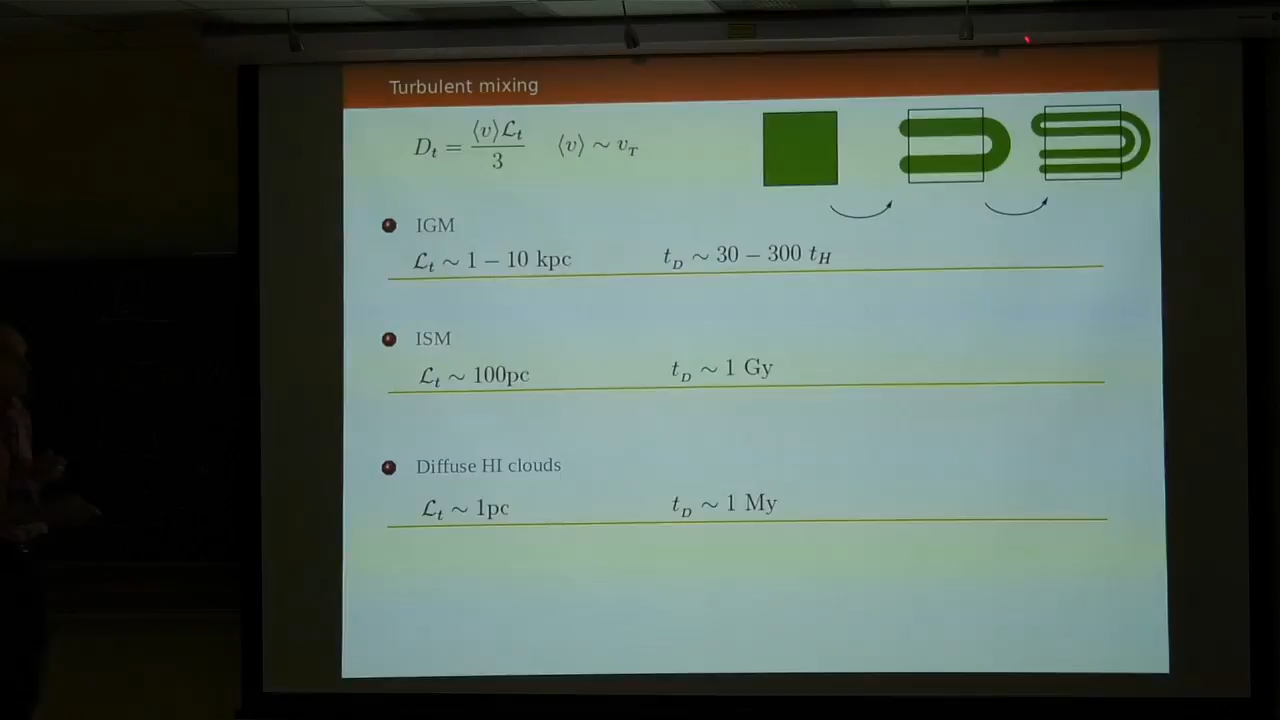 Turbulent mixing
D_t = ⟨v⟩ℒ_t / 3    ⟨v⟩ ∼ v_T
IGM
ℒ_t ∼ 1 − 10 kpc    t_D ∼ 30 − 300 t_H
ISM
ℒ_t ∼ 100pc    t_D ∼ 1 Gy
Diffuse HI clouds
ℒ_t ∼ 1pc    t_D ∼ 1 My